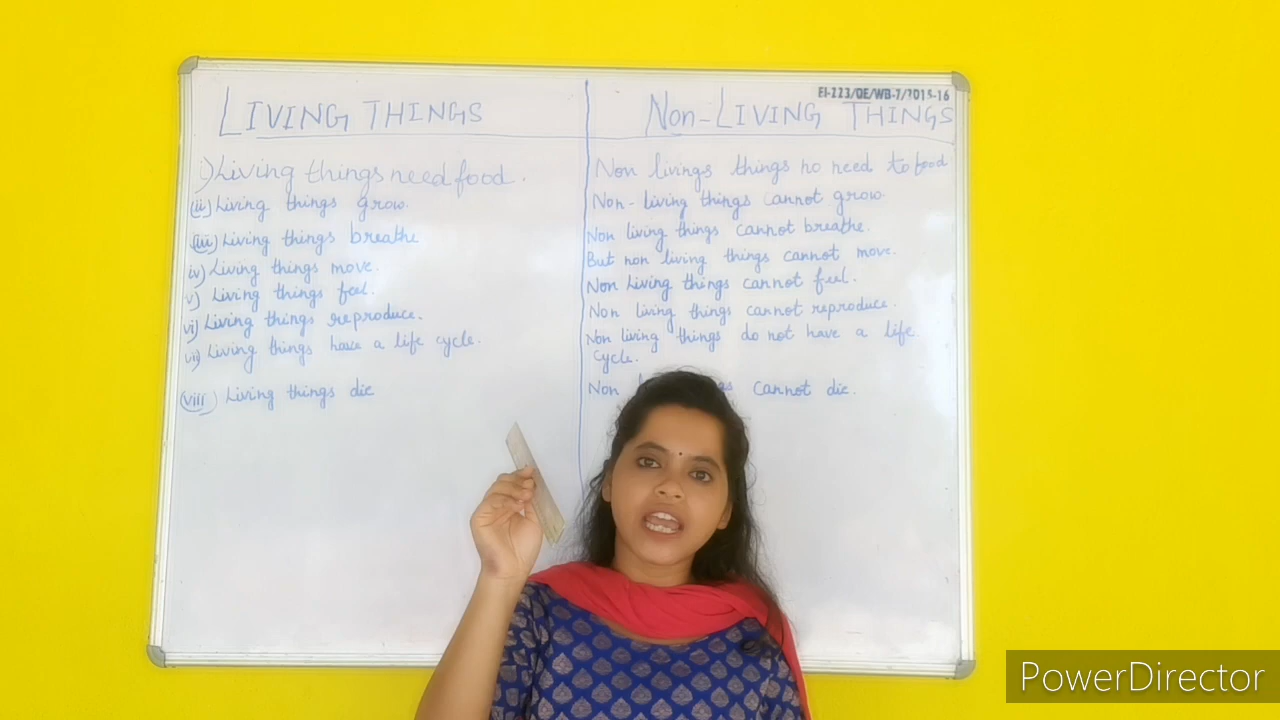 EI-223/OE/WB-7/2015-16
LIVING THINGS
i) Living things need food.
(ii) Living things grow.
(iii) Living things breathe
iv) Living things move.
v) Living things feel.
vi) Living things reproduce.
vii) Living things have a life cycle.
(viii) Living things die
Non-LIVING THINGS
Non livings things no need to food
Non-living things cannot grow
Non living things cannot breathe.
But non living things cannot move.
Non Living things cannot feel.
Non living things cannot reproduce.
Non living things do not have a life
cycle.
Non cannot die.
PowerDirector